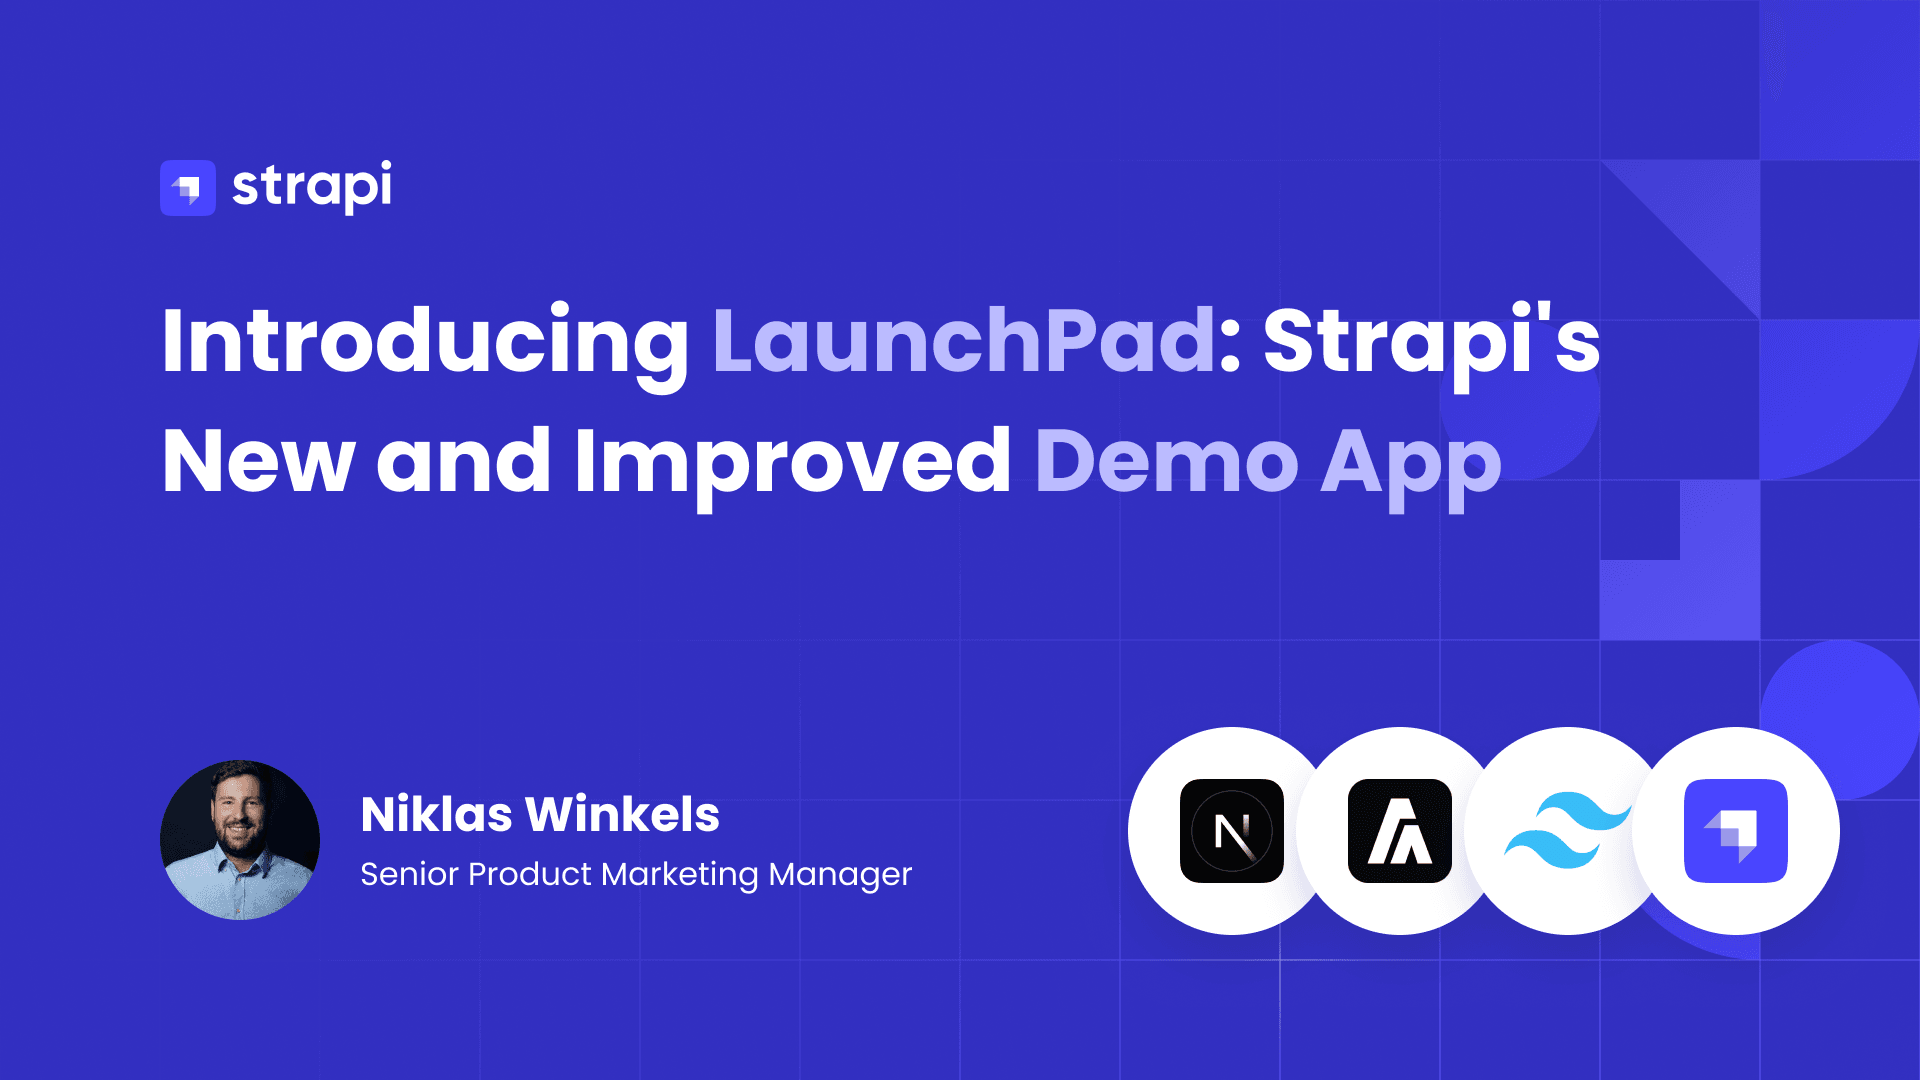 strapi
Introducing LaunchPad: Strapi's
New and Improved Demo App
Niklas Winkels
Senior Product Marketing Manager